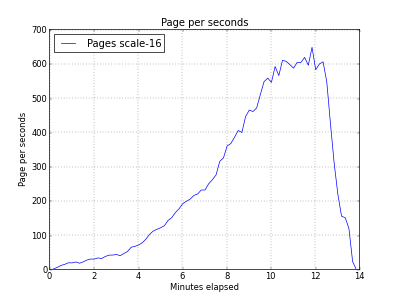 Page per seconds
Pages scale-16
Page per seconds
700
600
500
400
300
200
100
0
0 2 4 6 8 10 12 14
Minutes elapsed